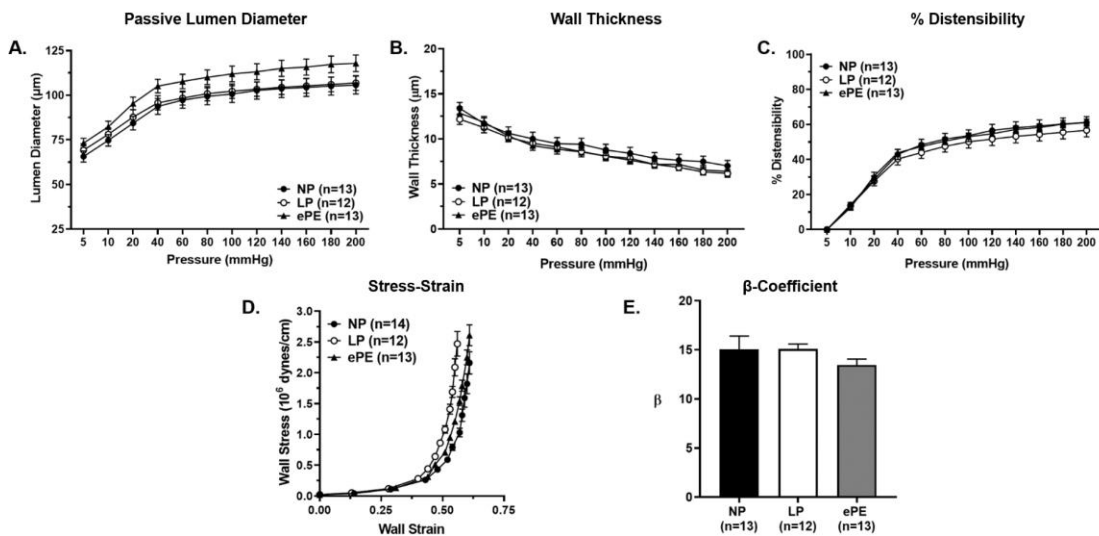 Passive Lumen Diameter
A.
Lumen Diameter (μm)
125
100
75
50
25
NP (n=13)
LP (n=12)
ePE (n=13)
5 10 20 40 60 80 100 120 140 160 180 200
Pressure (mmHg)
Wall Thickness
B.
Wall Thickness (μm)
20
15
10
5
0
NP (n=13)
LP (n=12)
ePE (n=13)
5 10 20 40 60 80 100 120 140 160 180 200
Pressure (mmHg)
% Distensibility
C.
% Distensibility
100
80
60
40
20
0
NP (n=13)
LP (n=12)
ePE (n=13)
5 10 20 40 60 80 100 120 140 160 180 200
Pressure (mmHg)
Stress-Strain
D.
Wall Stress (10⁶ dynes/cm)
3.0
2.5
2.0
1.5
1.0
0.5
0.0
NP (n=14)
LP (n=12)
ePE (n=13)
0.00 0.25 0.50 0.75
Wall Strain
β-Coefficient
E.
β
20
15
10
5
0
NP LP ePE
(n=13) (n=12) (n=13)